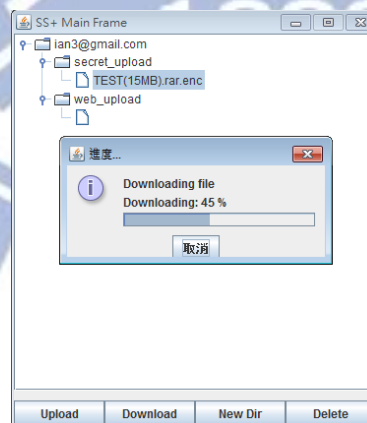 SS+ Main Frame
ian3@gmail.com
secret_upload
TEST(15MB).rar.enc
web_upload
進度...
Downloading file
Downloading: 45 %
取消
Upload Download New Dir Delete